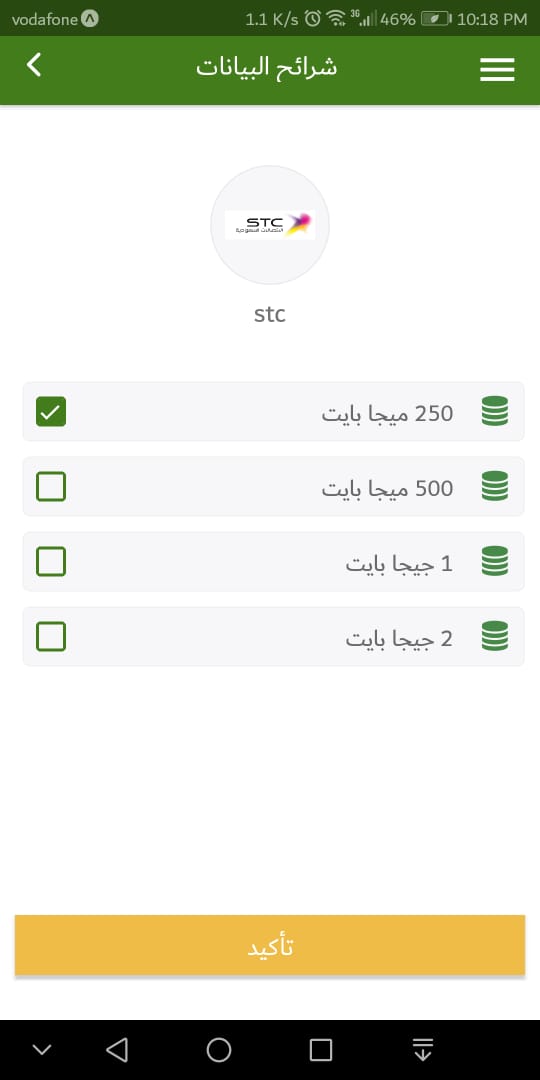 vodafone 1.1 K/s 3G 46% 10:18 PM
شرائح البيانات
STC
الاتصالات السعودية
stc
250 ميجا بايت
500 ميجا بايت
1 جيجا بايت
2 جيجا بايت
تأكيد